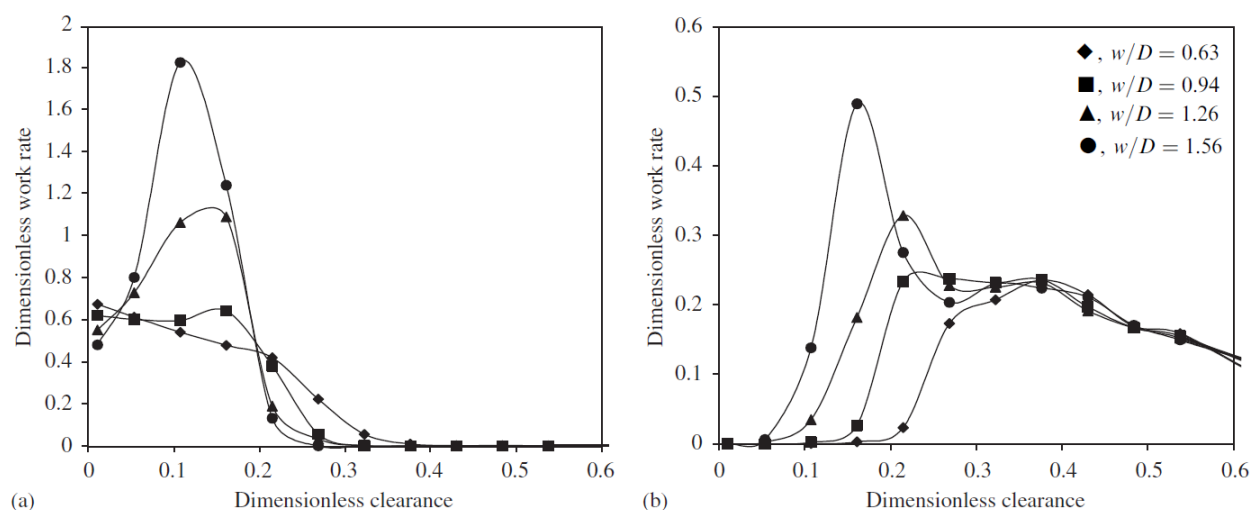 2
1.8
1.6
1.4
1.2
1
0.8
0.6
0.4
0.2
0
Dimensionless work rate
0 0.1 0.2 0.3 0.4 0.5 0.6
(a) Dimensionless clearance
0.6
0.5
0.4
0.3
0.2
0.1
0
Dimensionless work rate
, w/D = 0.63
, w/D = 0.94
, w/D = 1.26
, w/D = 1.56
0 0.1 0.2 0.3 0.4 0.5 0.6
(b) Dimensionless clearance